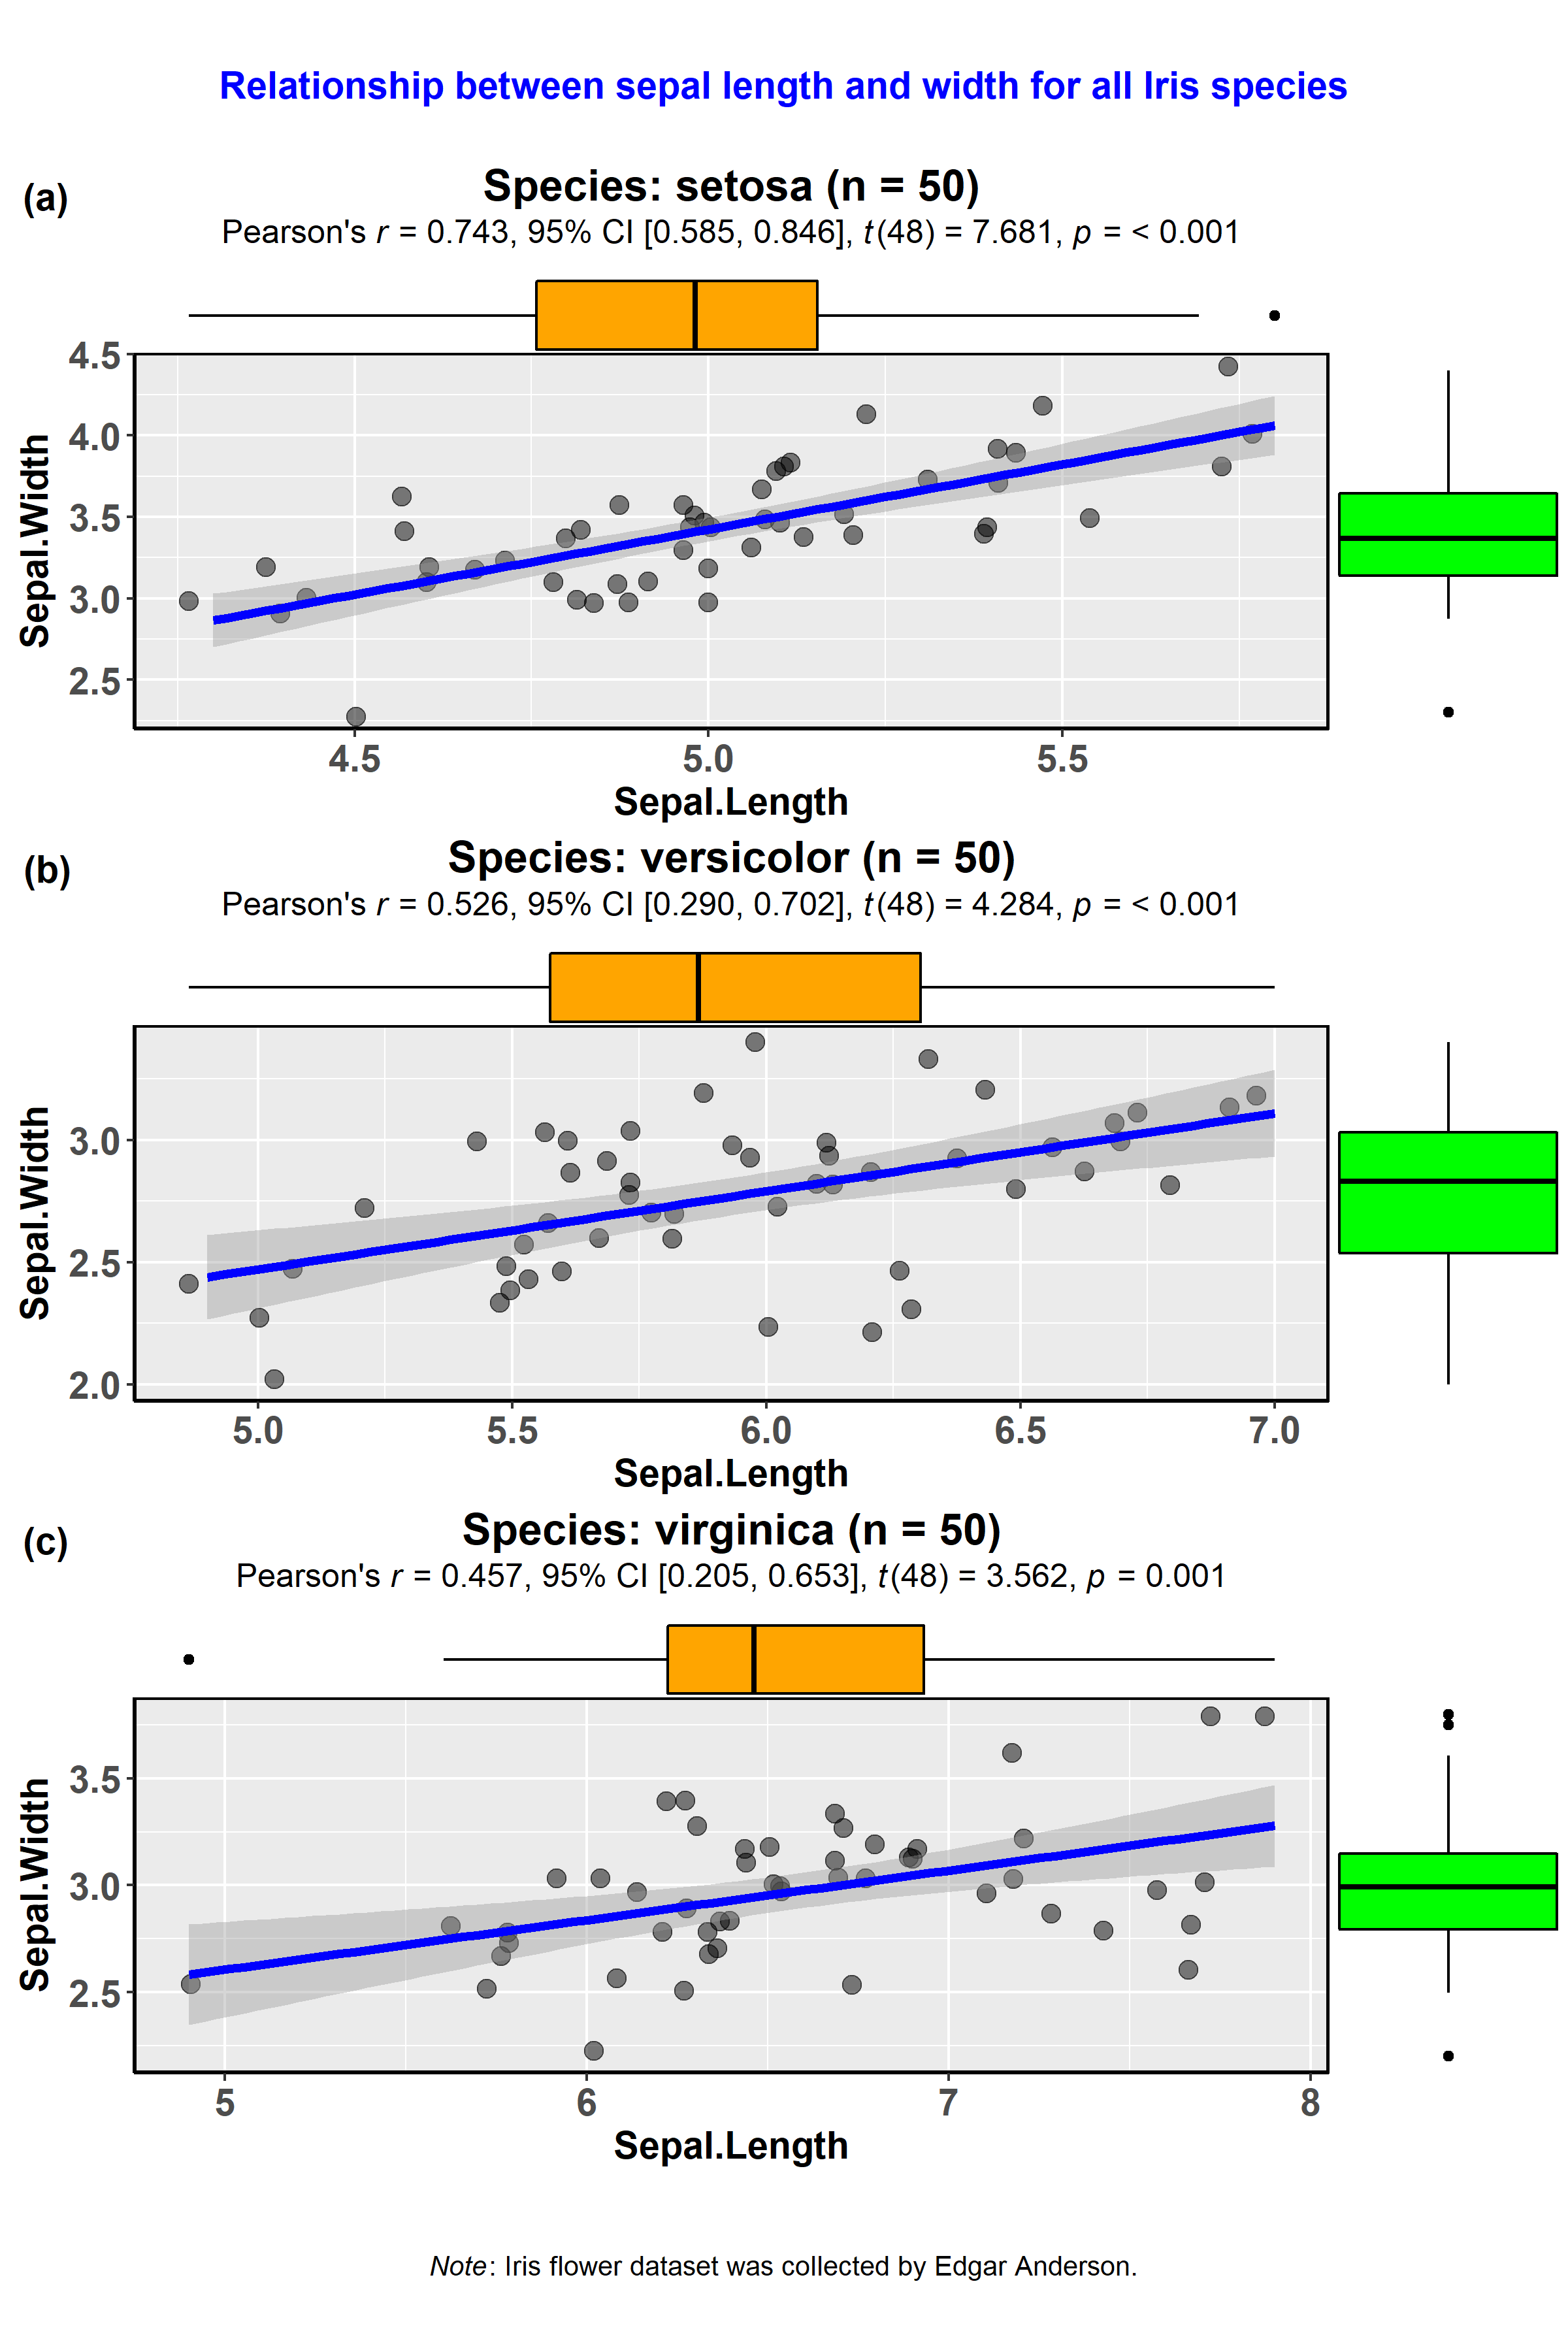 Relationship between sepal length and width for all Iris species
(a)
Species: setosa (n = 50)
Pearson's r = 0.743, 95% CI [0.585, 0.846], t(48) = 7.681, p = < 0.001
4.5
4.0
3.5
3.0
2.5
Sepal.Width
4.5 5.0 5.5
Sepal.Length
(b)
Species: versicolor (n = 50)
Pearson's r = 0.526, 95% CI [0.290, 0.702], t(48) = 4.284, p = < 0.001
3.0
2.5
2.0
Sepal.Width
5.0 5.5 6.0 6.5 7.0
Sepal.Length
(c)
Species: virginica (n = 50)
Pearson's r = 0.457, 95% CI [0.205, 0.653], t(48) = 3.562, p = 0.001
3.5
3.0
2.5
Sepal.Width
5 6 7 8
Sepal.Length
Note: Iris flower dataset was collected by Edgar Anderson.